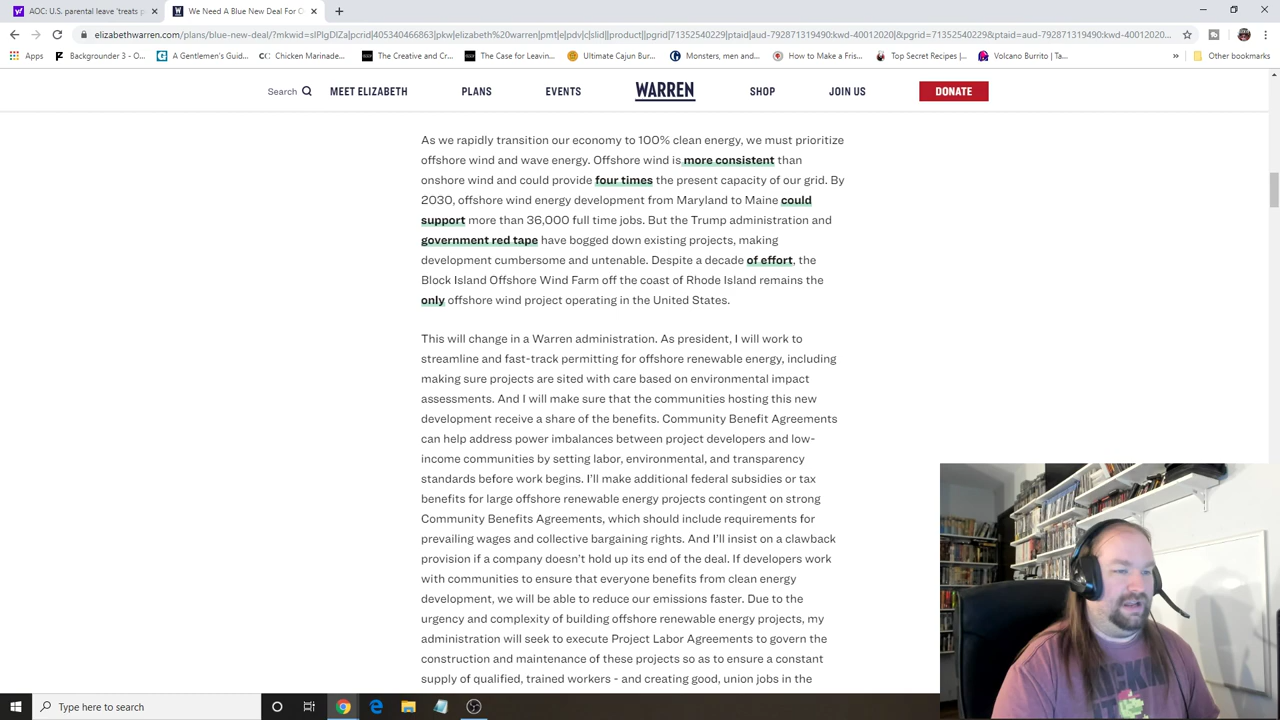 AOC: U.S. parental leave 'treats p
We Need A Blue New Deal For O
elizabethwarren.com/plans/blue-new-deal/?mkwid=sIPIgDIZa|pcrid|405340466863|pkw|elizabeth%20warren|pmt|e|pdv|c|slid||product||pgrid|71352540229|ptaid|aud-792871319490:kwd-40012020|&pgrid=71352540229&ptaid=aud-792871319490:kwd-40012020...
Apps
Backgrounder 3 - O...
A Gentlemen's Guid...
Chicken Marinade...
The Creative and Cr...
The Case for Leavin...
Ultimate Cajun Bur...
Monsters, men and...
How to Make a Fris...
Top Secret Recipes |...
Volcano Burrito | Ta...
»
Other bookmarks
Search
MEET ELIZABETH
PLANS
EVENTS
WARREN
SHOP
JOIN US
DONATE
As we rapidly transition our economy to 100% clean energy, we must prioritize
offshore wind and wave energy. Offshore wind is more consistent than
onshore wind and could provide four times the present capacity of our grid. By
2030, offshore wind energy development from Maryland to Maine could
support more than 36,000 full time jobs. But the Trump administration and
government red tape have bogged down existing projects, making
development cumbersome and untenable. Despite a decade of effort, the
Block Island Offshore Wind Farm off the coast of Rhode Island remains the
only offshore wind project operating in the United States.
This will change in a Warren administration. As president, I will work to
streamline and fast-track permitting for offshore renewable energy, including
making sure projects are sited with care based on environmental impact
assessments. And I will make sure that the communities hosting this new
development receive a share of the benefits. Community Benefit Agreements
can help address power imbalances between project developers and low-
income communities by setting labor, environmental, and transparency
standards before work begins. I'll make additional federal subsidies or tax
benefits for large offshore renewable energy projects contingent on strong
Community Benefits Agreements, which should include requirements for
prevailing wages and collective bargaining rights. And I'll insist on a clawback
provision if a company doesn't hold up its end of the deal. If developers work
with communities to ensure that everyone benefits from clean energy
development, we will be able to reduce our emissions faster. Due to the
urgency and complexity of building offshore renewable energy projects, my
administration will seek to execute Project Labor Agreements to govern the
construction and maintenance of these projects so as to ensure a constant
supply of qualified, trained workers - and creating good, union jobs in the
Type here to search